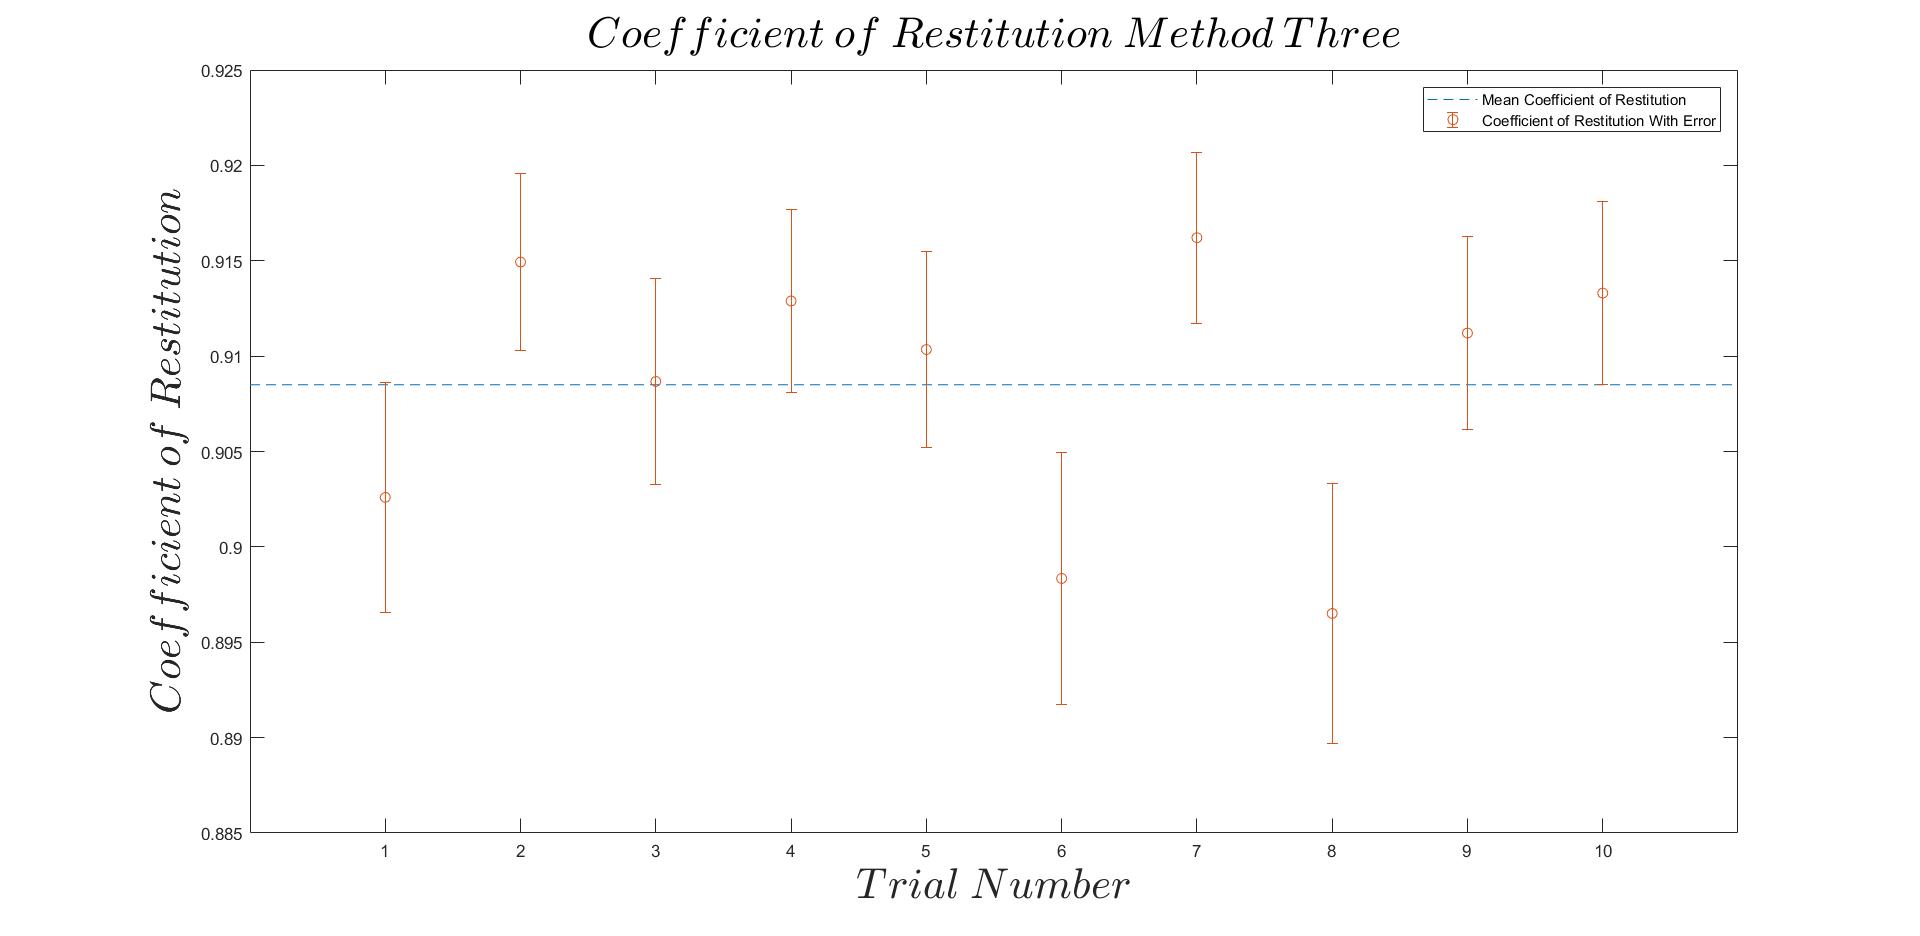 Coefficient of Restitution Method Three
0.925
0.92
0.915
0.91
0.905
0.9
0.895
0.89
0.885
Coefficient of Restitution
Mean Coefficient of Restitution
Coefficient of Restitution With Error
1 2 3 4 5 6 7 8 9 10
Trial Number